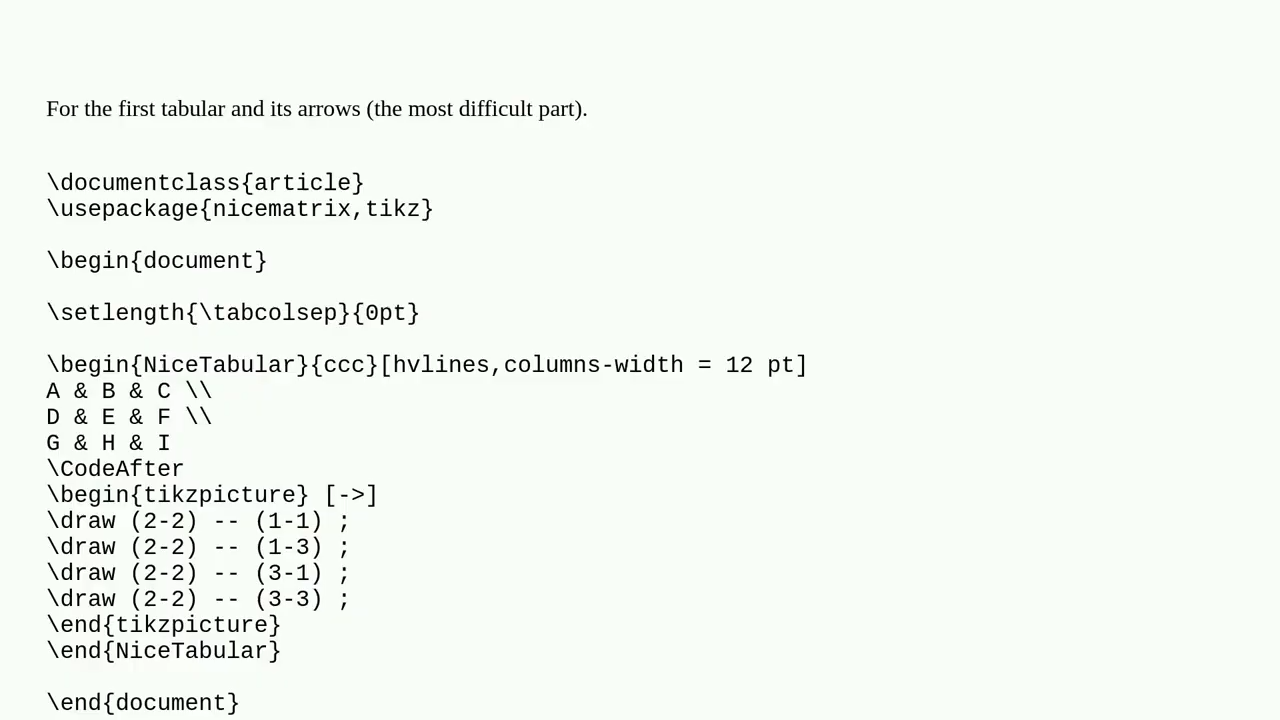 For the first tabular and its arrows (the most difficult part).
\documentclass{article}
\usepackage{nicematrix,tikz}
\begin{document}
\setlength{\tabcolsep}{0pt}
\begin{NiceTabular}{ccc}[hvlines,columns-width = 12 pt]
A & B & C \\
D & E & F \\
G & H & I
\CodeAfter
\begin{tikzpicture} [->]
\draw (2-2) -- (1-1) ;
\draw (2-2) -- (1-3) ;
\draw (2-2) -- (3-1) ;
\draw (2-2) -- (3-3) ;
\end{tikzpicture}
\end{NiceTabular}
\end{document}